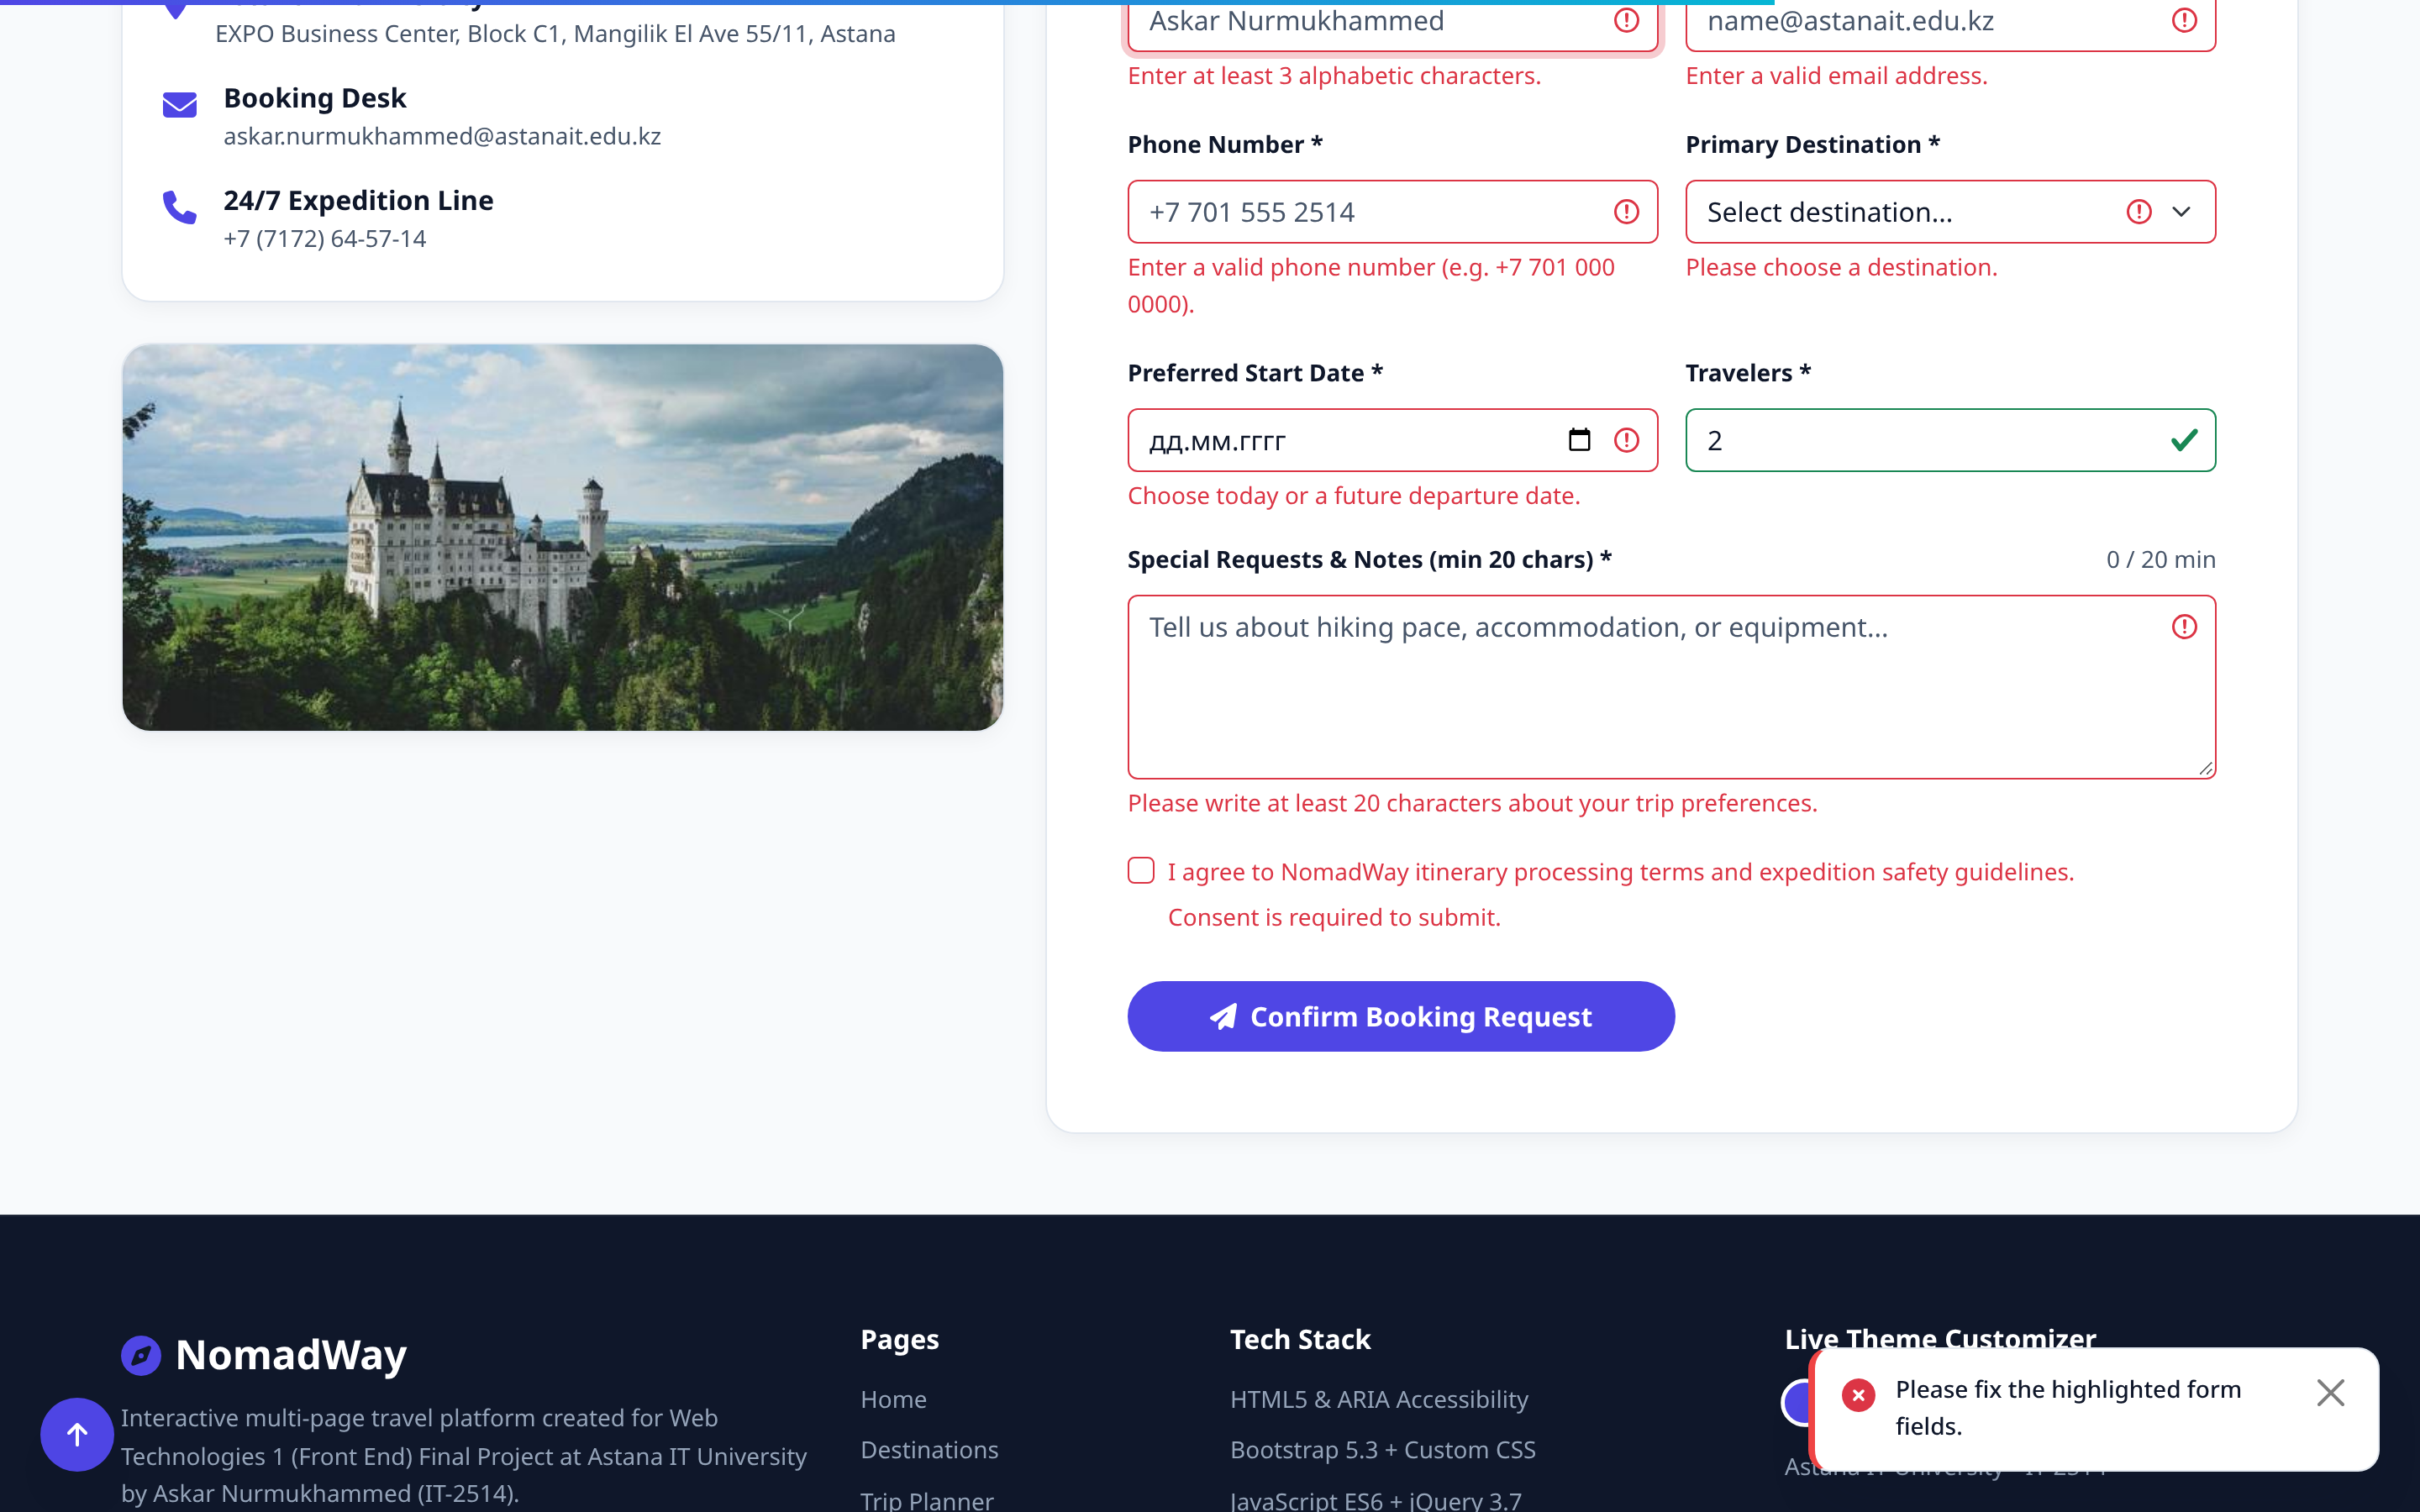 EXPO Business Center, Block C1, Mangilik El Ave 55/11, Astana
Booking Desk
askar.nurmukhammed@astanait.edu.kz
24/7 Expedition Line
+7 (7172) 64-57-14
Askar Nurmukhammed
name@astanait.edu.kz
Enter at least 3 alphabetic characters.
Enter a valid email address.
Phone Number *
Primary Destination *
+7 701 555 2514
Select destination...
Enter a valid phone number (e.g. +7 701 000
0000).
Please choose a destination.
Preferred Start Date *
Travelers *
дд.мм.гггг
2
Choose today or a future departure date.
Special Requests & Notes (min 20 chars) *
0 / 20 min
Tell us about hiking pace, accommodation, or equipment...
Please write at least 20 characters about your trip preferences.
I agree to NomadWay itinerary processing terms and expedition safety guidelines.
Consent is required to submit.
Confirm Booking Request
NomadWay
Interactive multi-page travel platform created for Web
Technologies 1 (Front End) Final Project at Astana IT University
by Askar Nurmukhammed (IT-2514).
Pages
Home
Destinations
Trip Planner
Tech Stack
HTML5 & ARIA Accessibility
Bootstrap 5.3 + Custom CSS
JavaScript ES6 + jQuery 3.7
Live Theme Customizer
Please fix the highlighted form
fields.